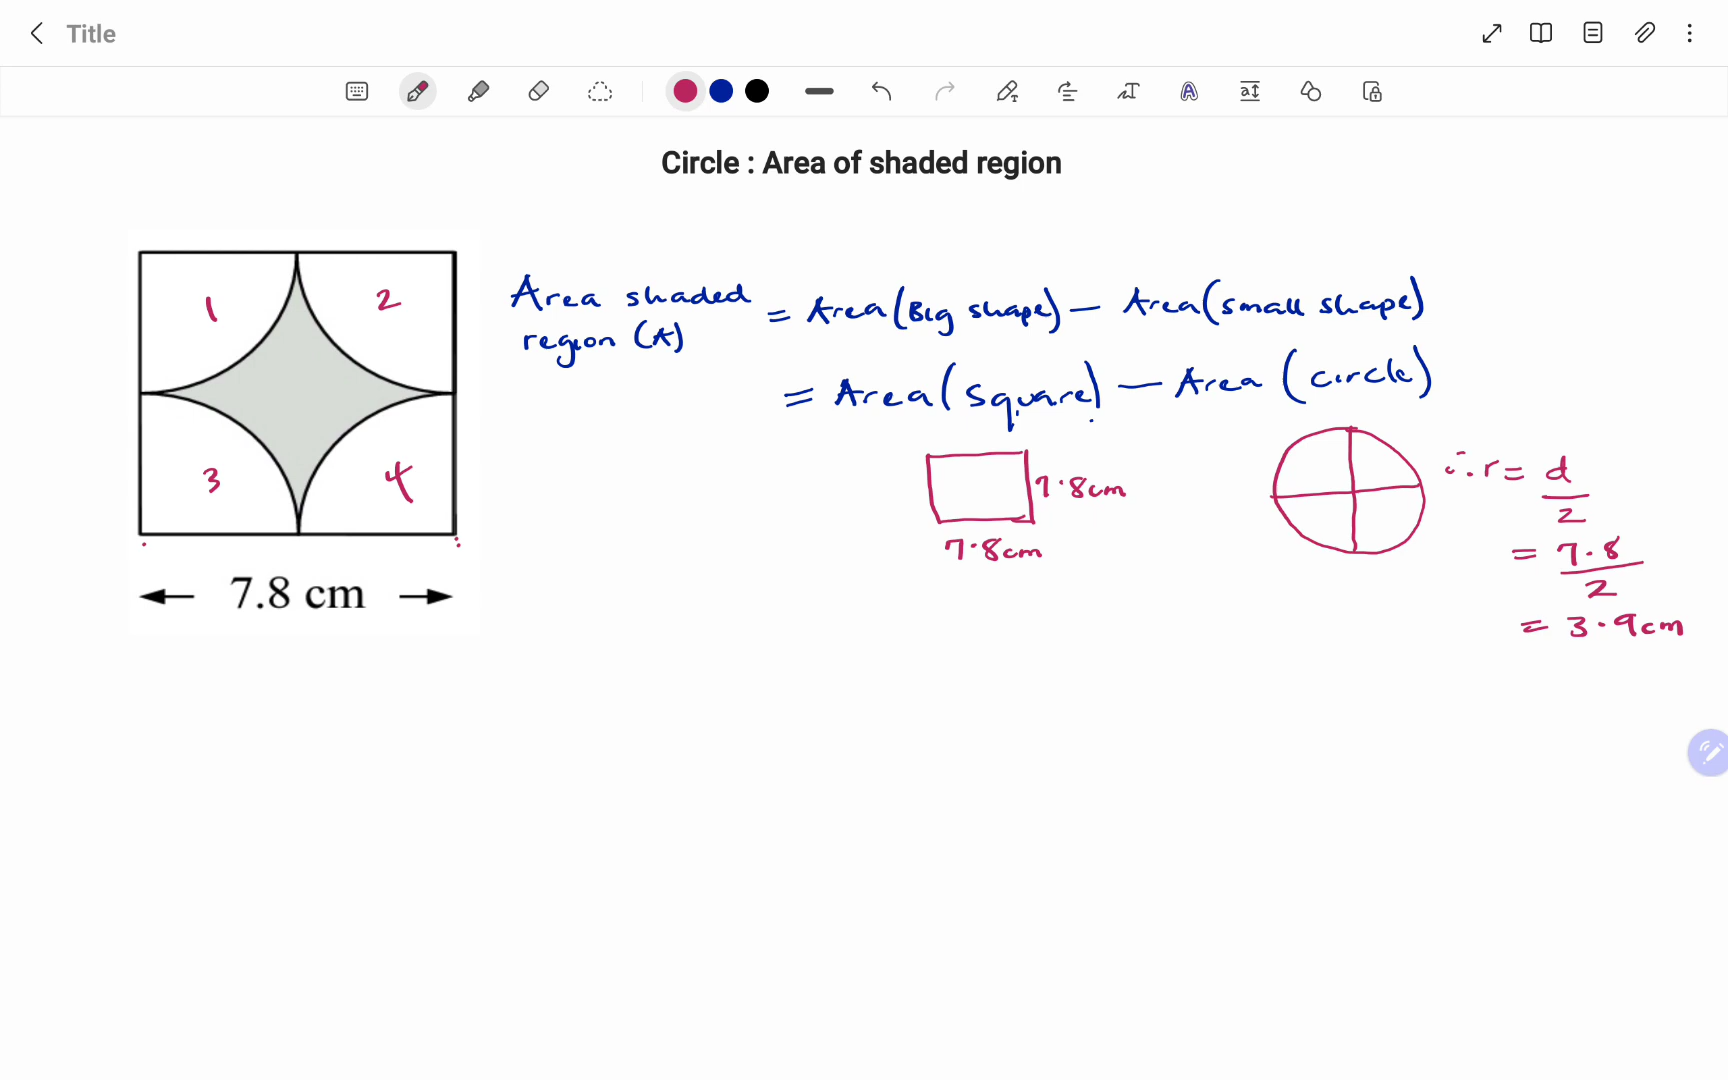 Title
Circle : Area of shaded region
1 2
3 4
7.8 cm
Area shaded region (A) = Area(Big shape) — Area(small shape)
= Area(square) — Area (circle)
7.8cm
7.8cm
∴ r = d/2
= 7.8/2
= 3.9cm